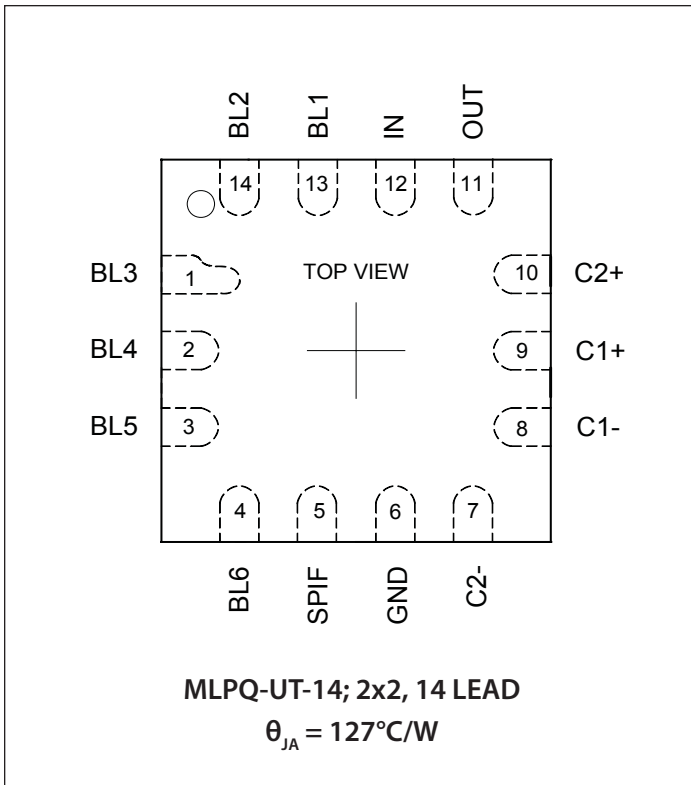 BL2 BL1 IN OUT
14 13 12 11
TOP VIEW
BL3 1 10 C2+
BL4 2 9 C1+
BL5 3 8 C1-
4 5 6 7
BL6 SPIF GND C2-
MLPQ-UT-14; 2x2, 14 LEAD
θJA = 127°C/W